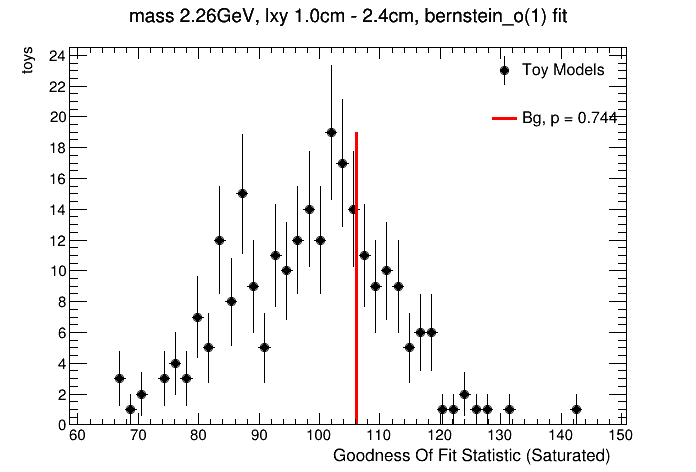 mass 2.26GeV, lxy 1.0cm - 2.4cm, bernstein_o(1) fit
toys
24
22
20
18
16
14
12
10
8
6
4
2
0
Toy Models
Bg, p = 0.744
60 70 80 90 100 110 120 130 140 150
Goodness Of Fit Statistic (Saturated)